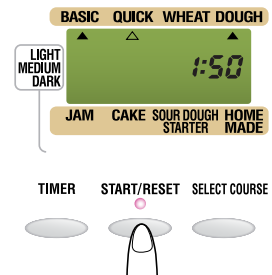 BASIC QUICK WHEAT DOUGH
LIGHT
MEDIUM
DARK
1:50
JAM CAKE SOUR DOUGH STARTER HOME MADE
TIMER START/RESET SELECT COURSE